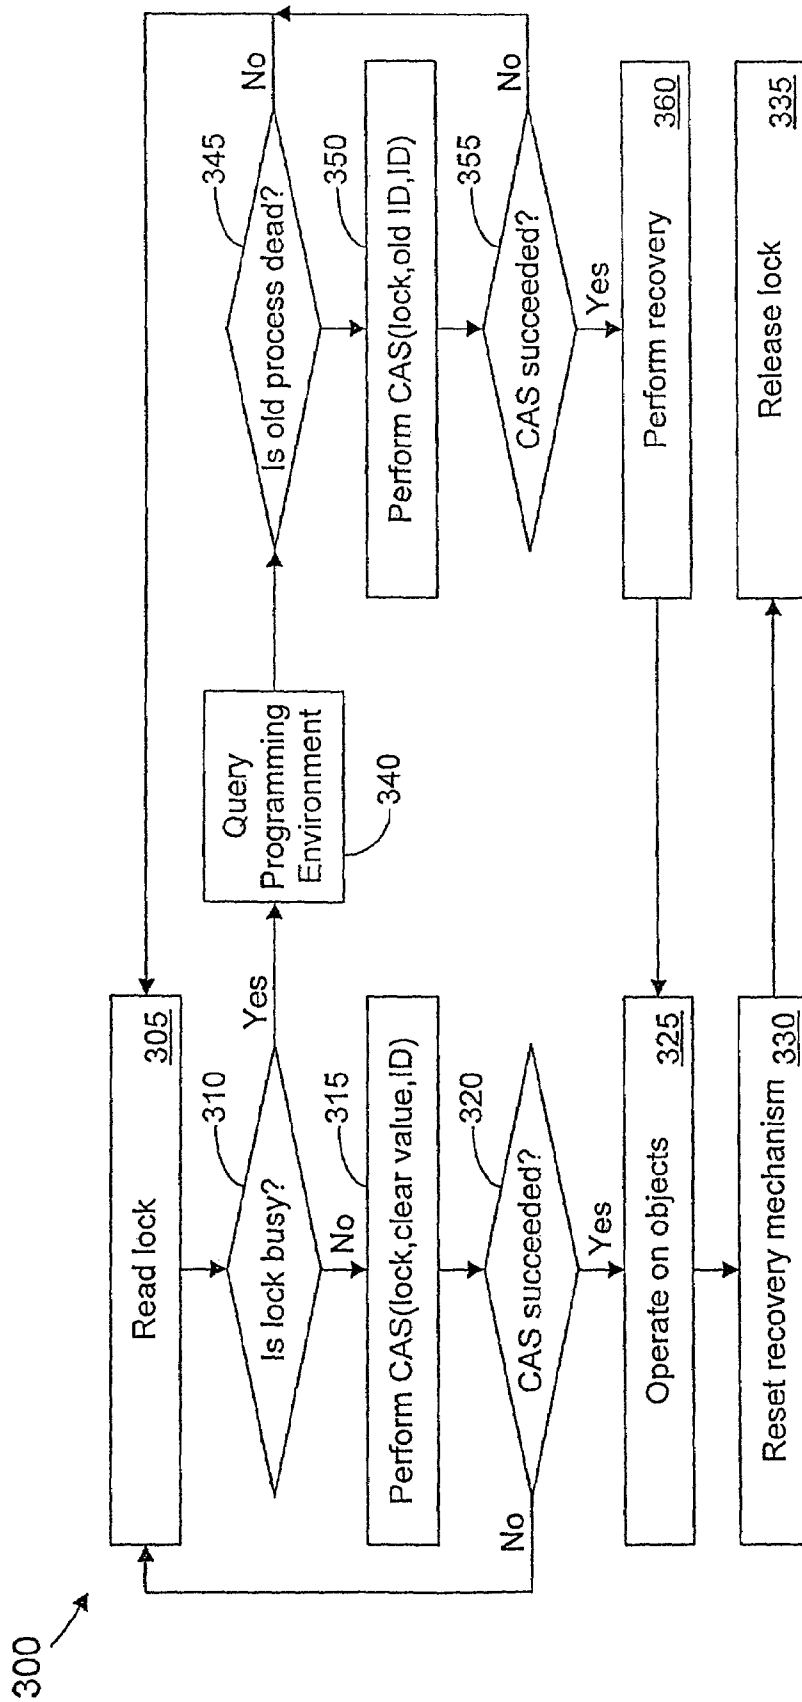 300
Read lock
305
Is lock busy?
310
Yes
No
Perform CAS(lock,clear value,ID)
315
CAS succeeded?
320
No
Yes
Operate on objects
325
Reset recovery mechanism
330
Query
Programming
Environment
340
Is old process dead?
345
No
Perform CAS(lock,old ID,ID)
350
CAS succeeded?
355
No
Yes
Perform recovery
360
Release lock
335